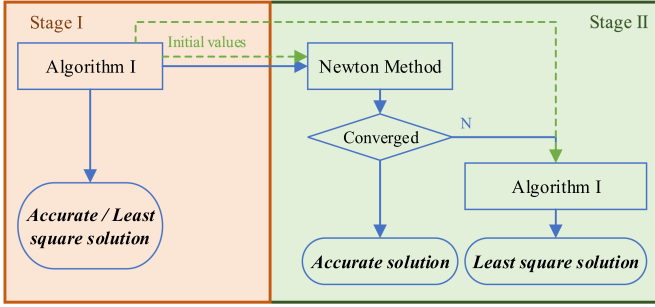 Stage I
Stage II
Initial values
Algorithm I
Newton Method
N
Converged
Algorithm I
Accurate / Least
square solution
Accurate solution
Least square solution